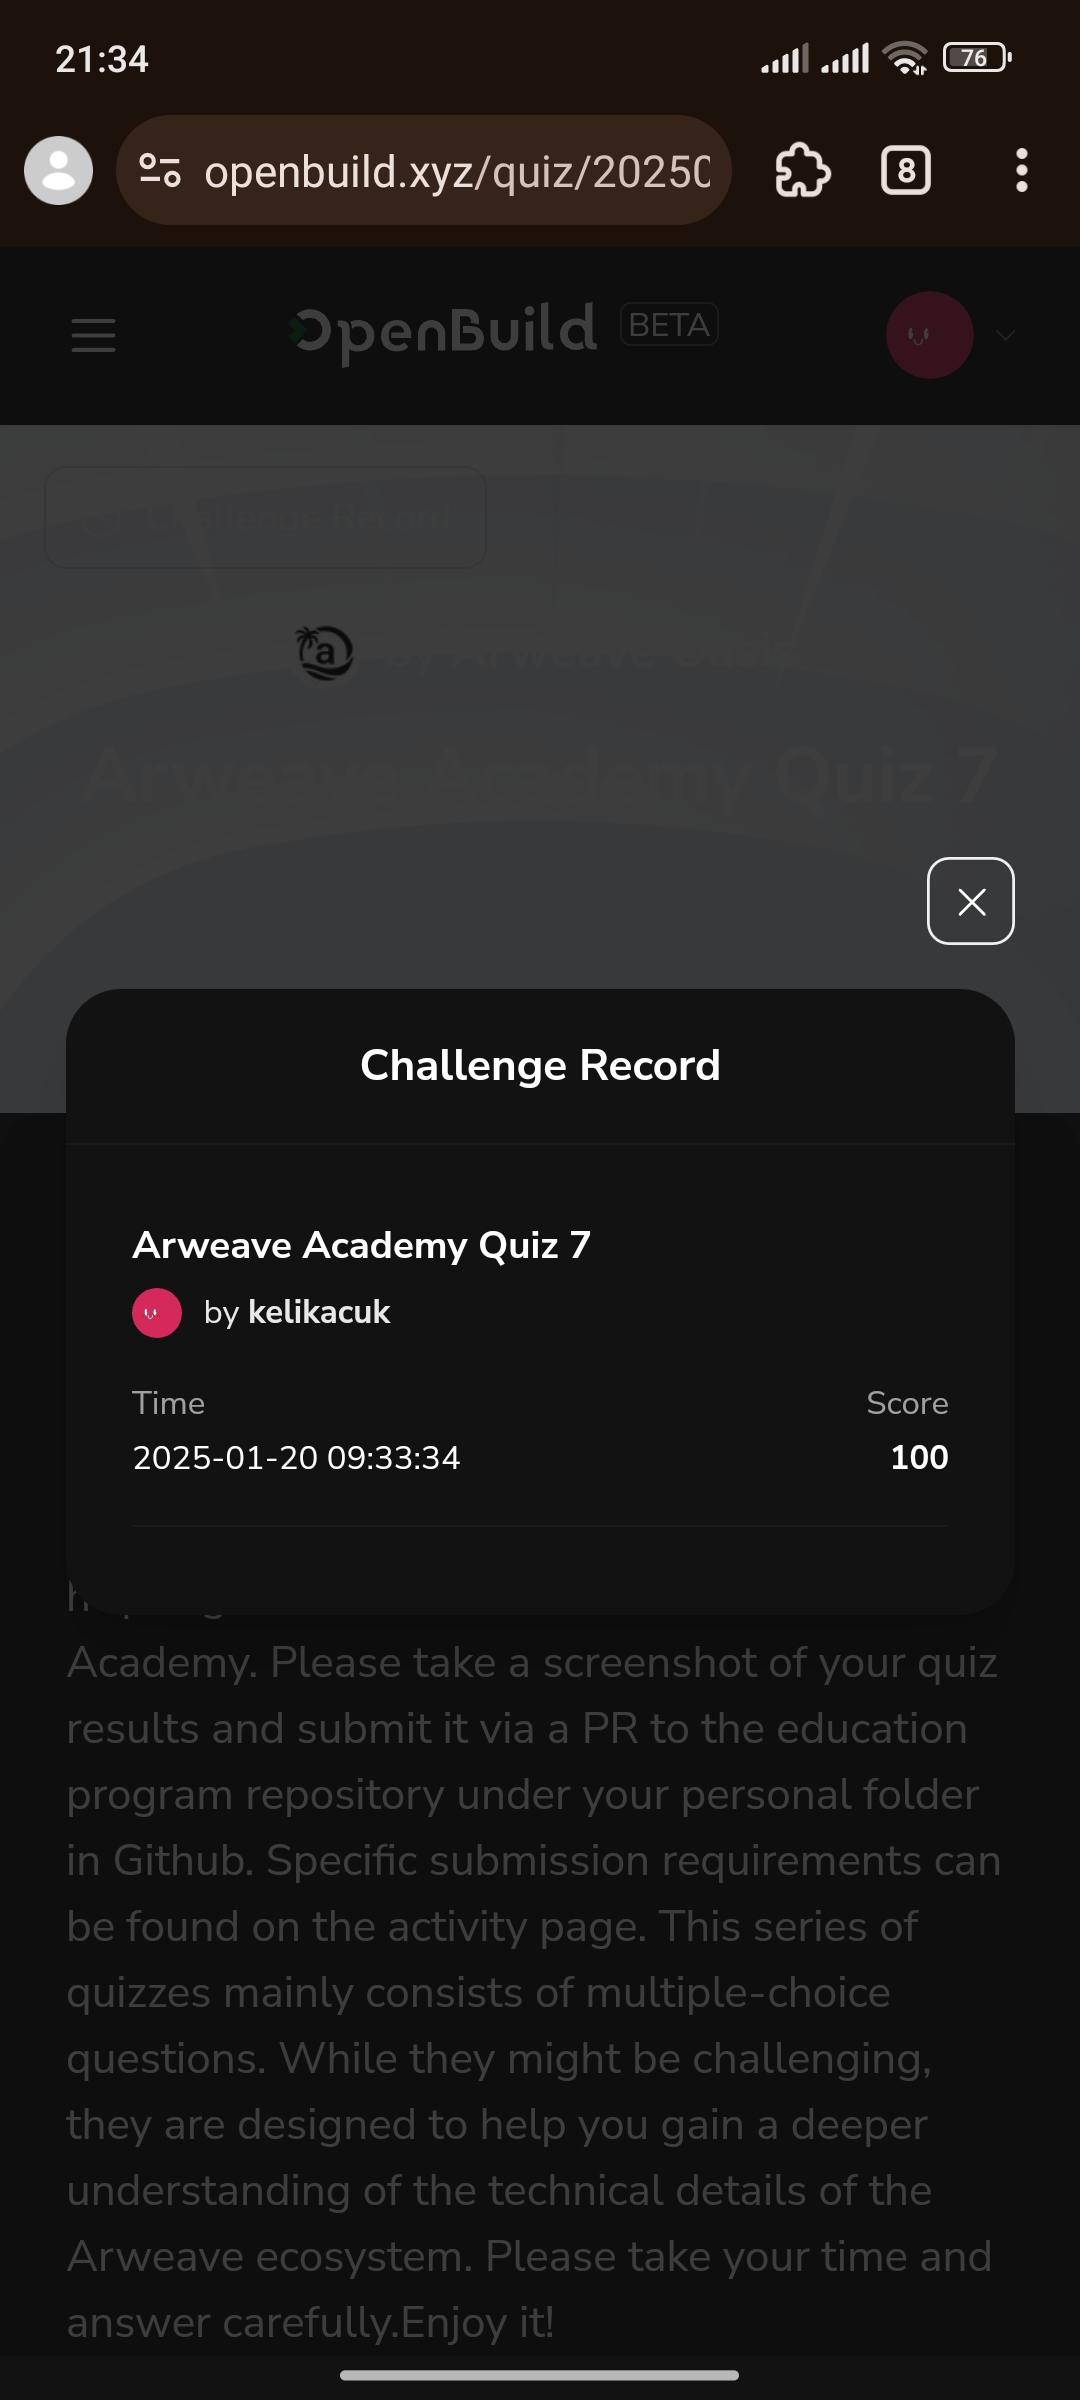 21:34
76
openbuild.xyz/quiz/20250
8
OpenBuild BETA
Challenge Record
by Arweave Oasis
Arweave Academy Quiz 7
Challenge Record
Arweave Academy Quiz 7
by kelikacuk
Time Score
2025-01-20 09:33:34 100
Academy. Please take a screenshot of your quiz
results and submit it via a PR to the education
program repository under your personal folder
in Github. Specific submission requirements can
be found on the activity page. This series of
quizzes mainly consists of multiple-choice
questions. While they might be challenging,
they are designed to help you gain a deeper
understanding of the technical details of the
Arweave ecosystem. Please take your time and
answer carefully.Enjoy it!